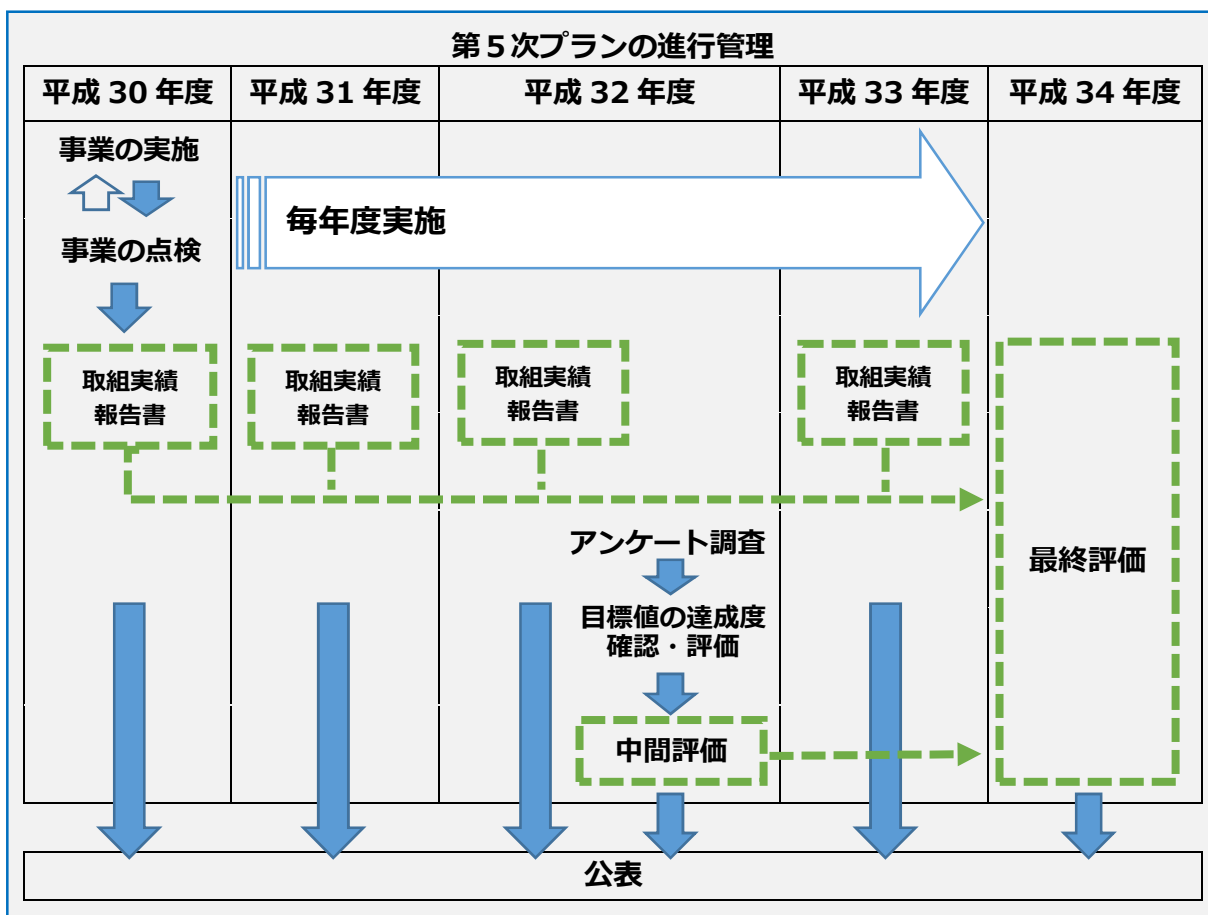 第5次プランの進行管理
平成 30 年度
平成 31 年度
平成 32 年度
平成 33 年度
平成 34 年度
事業の実施
事業の点検
毎年度実施
取組実績
報告書
取組実績
報告書
取組実績
報告書
取組実績
報告書
アンケート調査
目標値の達成度
確認・評価
中間評価
最終評価
公表